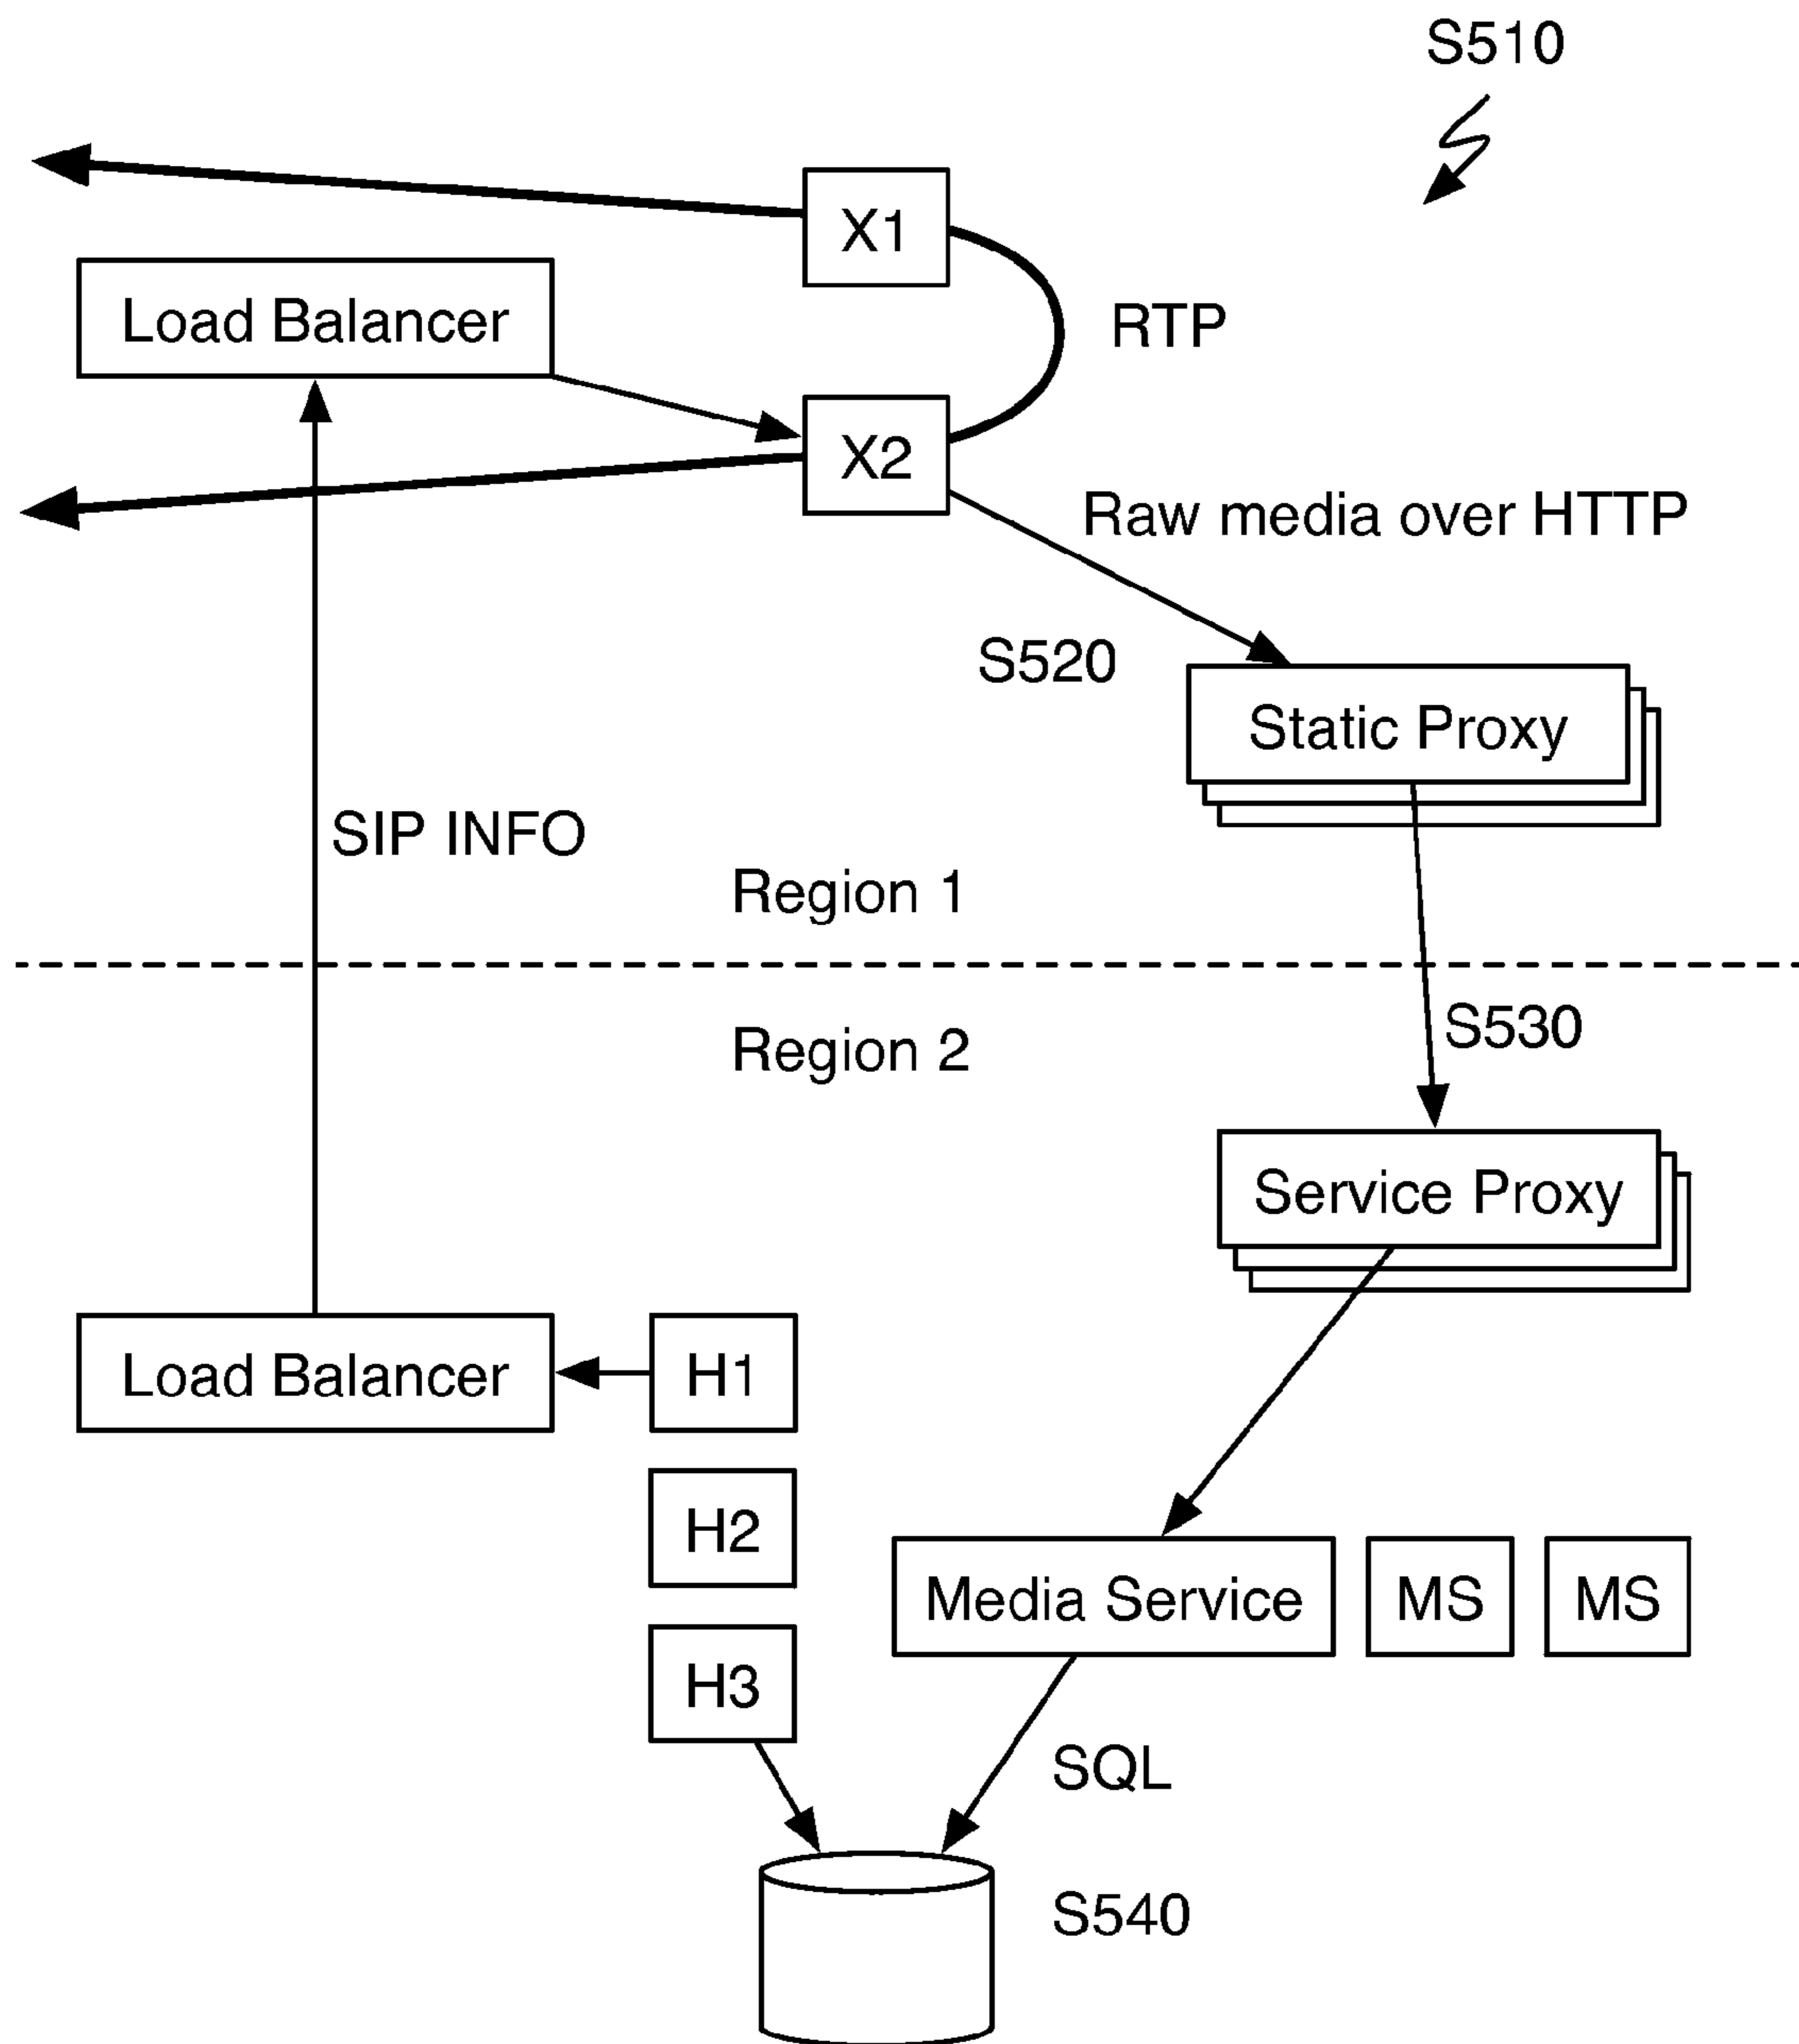 S510
X1
Load Balancer
RTP
X2
Raw media over HTTP
S520
Static Proxy
SIP INFO
Region 1
Region 2
S530
Service Proxy
Load Balancer
H1
H2
Media Service
MS
MS
H3
SQL
S540